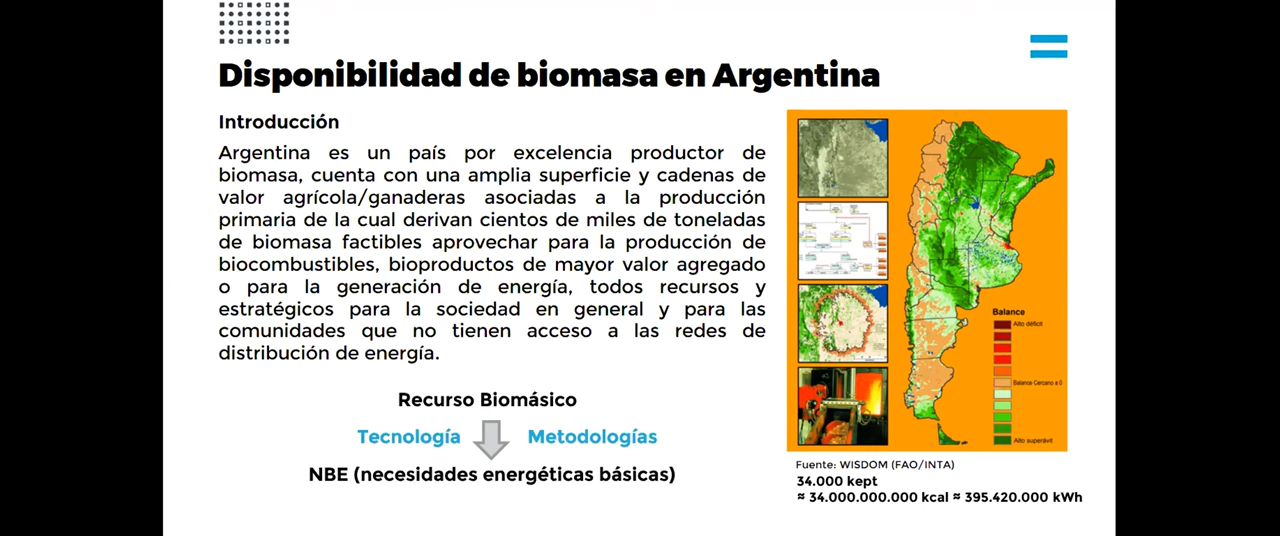 Disponibilidad de biomasa en Argentina
Introducción
Argentina es un país por excelencia productor de
biomasa, cuenta con una amplia superficie y cadenas de
valor agrícola/ganaderas asociadas a la producción
primaria de la cual derivan cientos de miles de toneladas
de biomasa factibles aprovechar para la producción de
biocombustibles, bioproductos de mayor valor agregado
o para la generación de energía, todos recursos y
estratégicos para la sociedad en general y para las
comunidades que no tienen acceso a las redes de
distribución de energía.
Recurso Biomásico
Tecnología Metodologías
NBE (necesidades energéticas básicas)
Balance
Alto déficit
Balance Cercano a 0
Alto superávit
Fuente: WISDOM (FAO/INTA)
34.000 kept
≈ 34.000.000.000 kcal ≈ 395.420.000 kWh